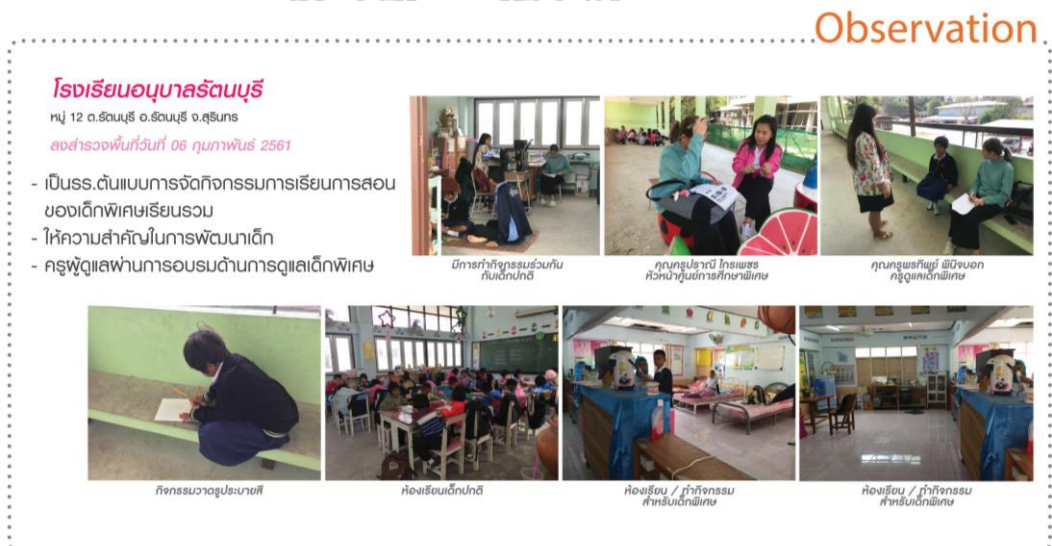 Observation
โรงเรียนอนุบาลรัตนบุรี
หมู่ 12 ต.รัตนบุรี อ.รัตนบุรี จ.สุรินทร
ลงสำรวจพื้นที่วันที่ 06 กุมภาพันธ์ 2561
- เป็นรร.ต้นแบบการจัดกิจกรรมการเรียนการสอน
ของเด็กพิเศษเรียนรวม
- ให้ความสำคัญในการพัฒนาเด็ก
- ครูผู้ดูแลผ่านการอบรมด้านการดูแลเด็กพิเศษ
มีการทำกิจกรรมร่วมกัน
กับเด็กปกติ
คุณครูปราณี ไกรเพชร
หัวหน้าศูนย์การศึกษาพิเศษ
คุณครูพรทิพย์ พินิจบอก
ครูดูแลเด็กพิเศษ
กิจกรรมวาดรูประบายสี
ห้องเรียนเด็กปกติ
ห้องเรียน / ทำกิจกรรม
สำหรับเด็กพิเศษ
ห้องเรียน / ทำกิจกรรม
สำหรับเด็กพิเศษ